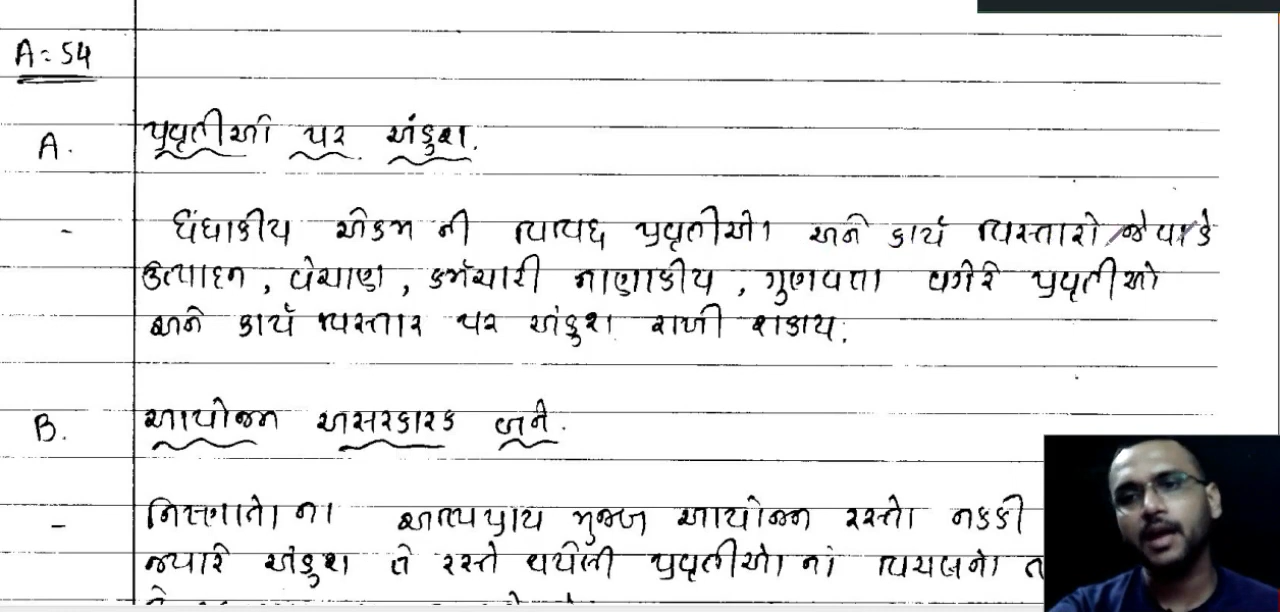 A=54
A. પ્રવૃતીઓ પર અંકુશ.
- ધંધાકીય એકમ ની વિવિધ પ્રવૃતીઓ અને કાર્ય વિસ્તારો જેવા કે
ઉત્પાદન, વેચાણ, કર્મચારી નાણાકીય, ગુણવતા વગેરે પ્રવૃતીઓ
અને કાર્ય વિસ્તાર પર અંકુશ રાખી શકાય.
B. આયોજન અસરકારક બને.
- નિષ્ણાતો ના અભિપ્રાય મુજબ આયોજન રસ્તો નક્કી
જ્યારે અંકુશ તે રસ્તે થયેલી પ્રવૃતીઓ નાં વિચલનો ત